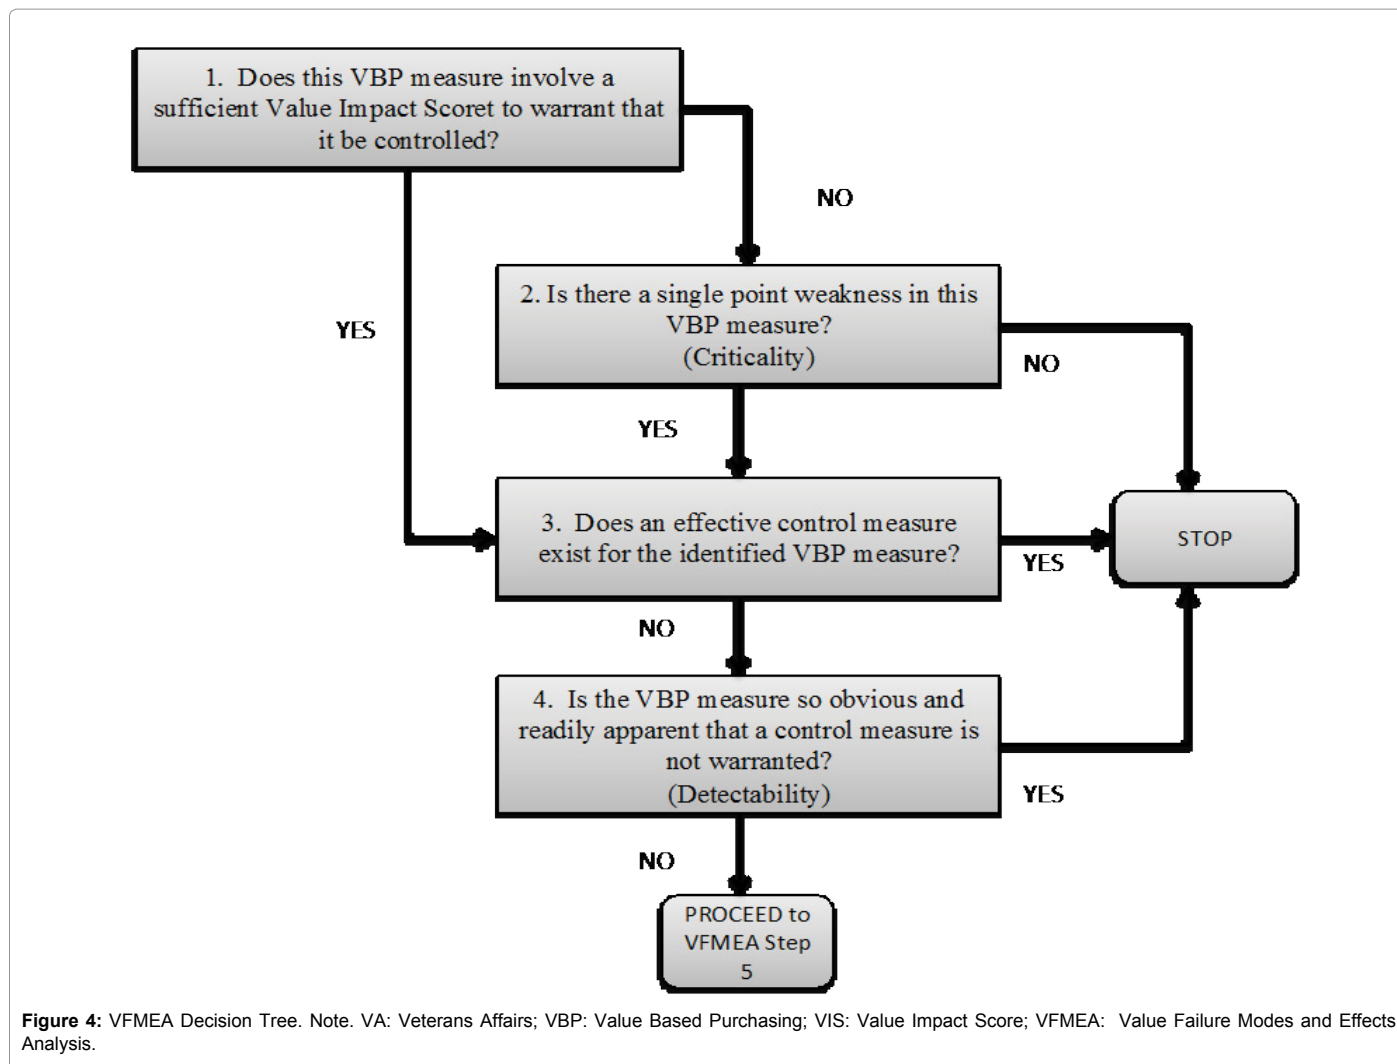 1. Does this VBP measure involve a
sufficient Value Impact Scoret to warrant that
it be controlled?
NO
2. Is there a single point weakness in this
VBP measure?
(Criticality)
YES
NO
YES
3. Does an effective control measure
exist for the identified VBP measure?
STOP
YES
NO
4. Is the VBP measure so obvious and
readily apparent that a control measure is
not warranted?
(Detectability)
YES
NO
PROCEED to
VFMEA Step
5
Figure 4: VFMEA Decision Tree. Note. VA: Veterans Affairs; VBP: Value Based Purchasing; VIS: Value Impact Score; VFMEA: Value Failure Modes and Effects
Analysis.